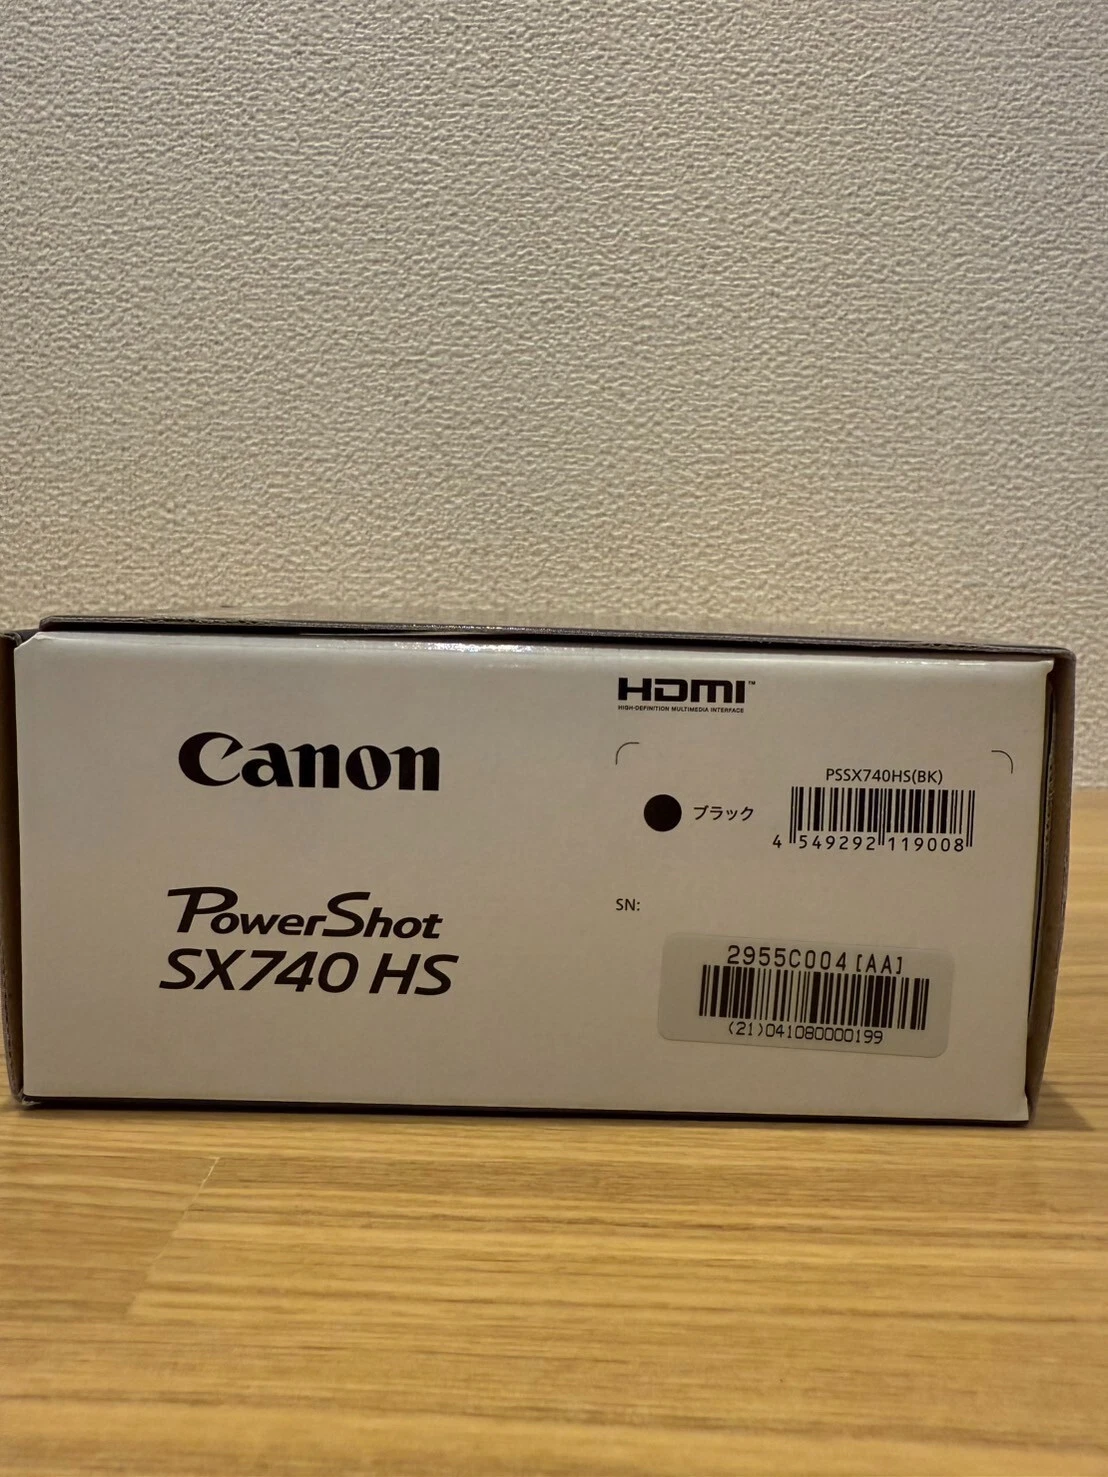 Canon
PowerShot
SX740 HS
HDMI™
HIGH-DEFINITION MULTIMEDIA INTERFACE
PSSX740HS(BK)
ブラック
4 549292 119008
SN:
2955C004[AA]
(21)041080000199